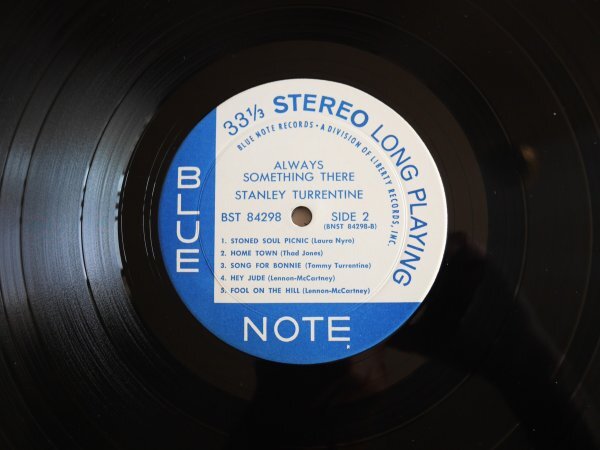 33 1/3 STEREO LONG PLAYING
BLUE NOTE RECORDS • A DIVISION OF LIBERTY RECORDS, INC.
ALWAYS
SOMETHING THERE
STANLEY TURRENTINE
BST 84298 SIDE 2
(BNST 84298-B)
1. STONED SOUL PICNIC (Laura Nyro)
2. HOME TOWN (Thad Jones)
3. SONG FOR BONNIE (Tommy Turrentine)
4. HEY JUDE (Lennon-McCartney)
5. FOOL ON THE HILL (Lennon-McCartney)
BLUE
NOTE